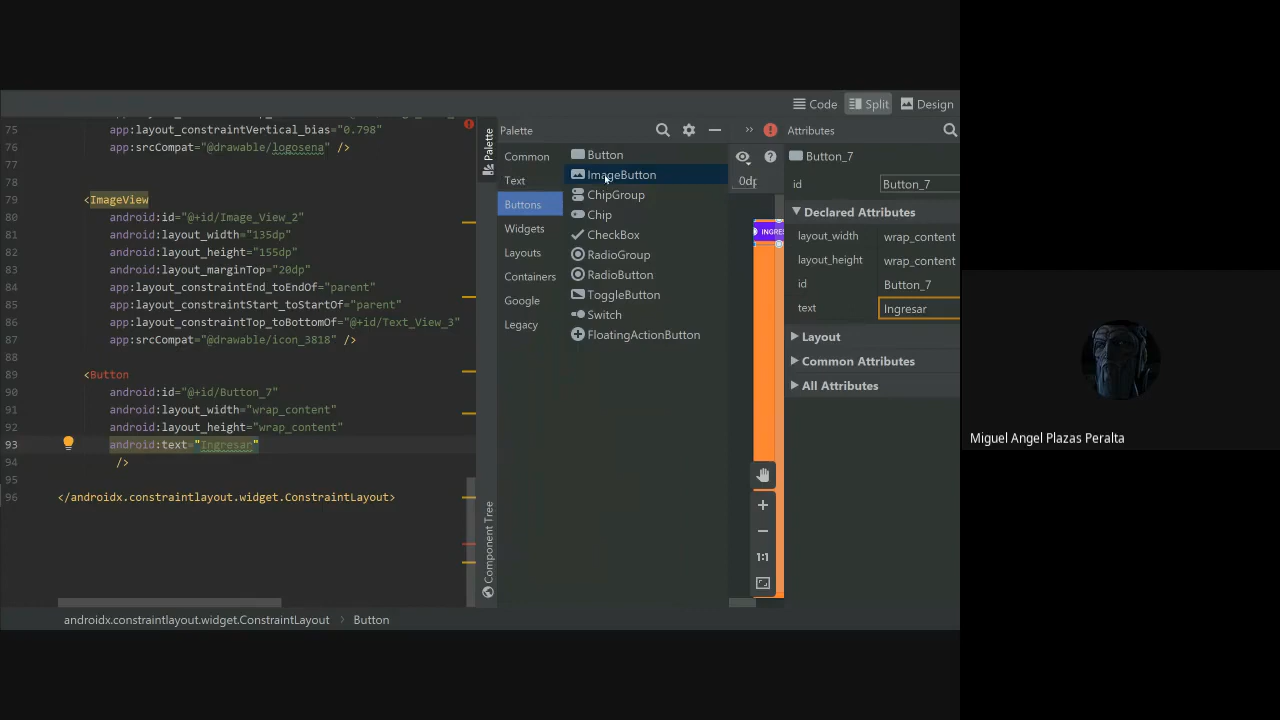 Code
Split
Design
75
app:layout_constraintVertical_bias="0.798"
76
app:srcCompat="@drawable/logosena" />
77
78
79
<ImageView
80
android:id="@+id/Image_View_2"
81
android:layout_width="135dp"
82
android:layout_height="155dp"
83
android:layout_marginTop="20dp"
84
android:layout_constraintEnd_toEndOf="parent"
85
app:layout_constraintStart_toStartOf="parent"
86
app:layout_constraintTop_toBottomOf="@+id/Text_View_3"
87
app:srcCompat="@drawable/icon_3818" />
88
89
<Button
90
android:id="@+id/Button_7"
91
android:layout_width="wrap_content"
92
android:layout_height="wrap_content"
93
android:text="Ingresar"
94
/>
95
96
</androidx.constraintlayout.widget.ConstraintLayout>
Palette
Component Tree
Palette
Common
Text
Buttons
Widgets
Layouts
Containers
Google
Legacy
Button
ImageButton
ChipGroup
Chip
CheckBox
RadioGroup
RadioButton
ToggleButton
Switch
FloatingActionButton
INGRES
1:1
Attributes
Button_7
id
Button_7
Declared Attributes
layout_width
wrap_content
layout_height
wrap_content
id
Button_7
text
Ingresar
Layout
Common Attributes
All Attributes
androidx.constraintlayout.widget.ConstraintLayout › Button
Miguel Angel Plazas Peralta